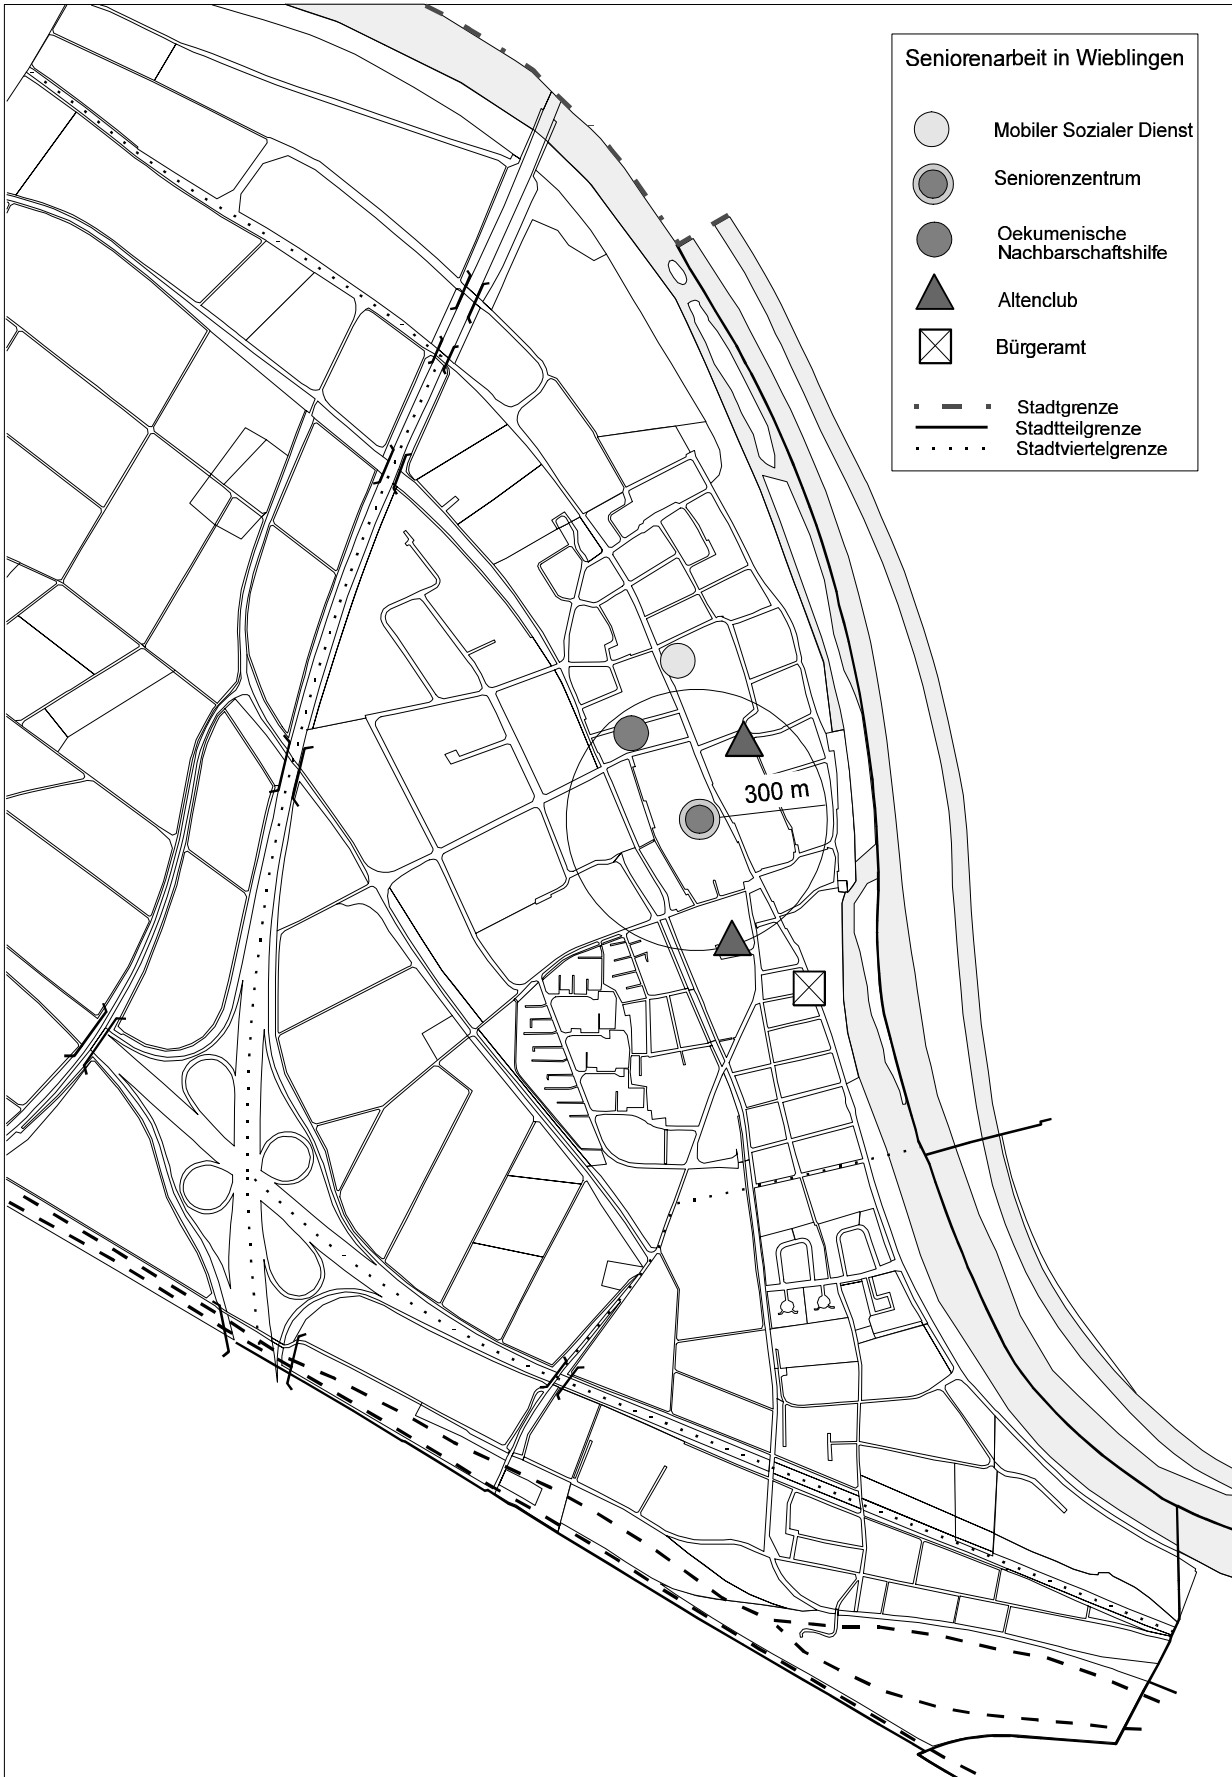 Seniorenarbeit in Wieblingen
Mobiler Sozialer Dienst
Seniorenzentrum
Oekumenische
Nachbarschaftshilfe
Altenclub
Bürgeramt
Stadtgrenze
Stadtteilgrenze
Stadtviertelgrenze
300 m